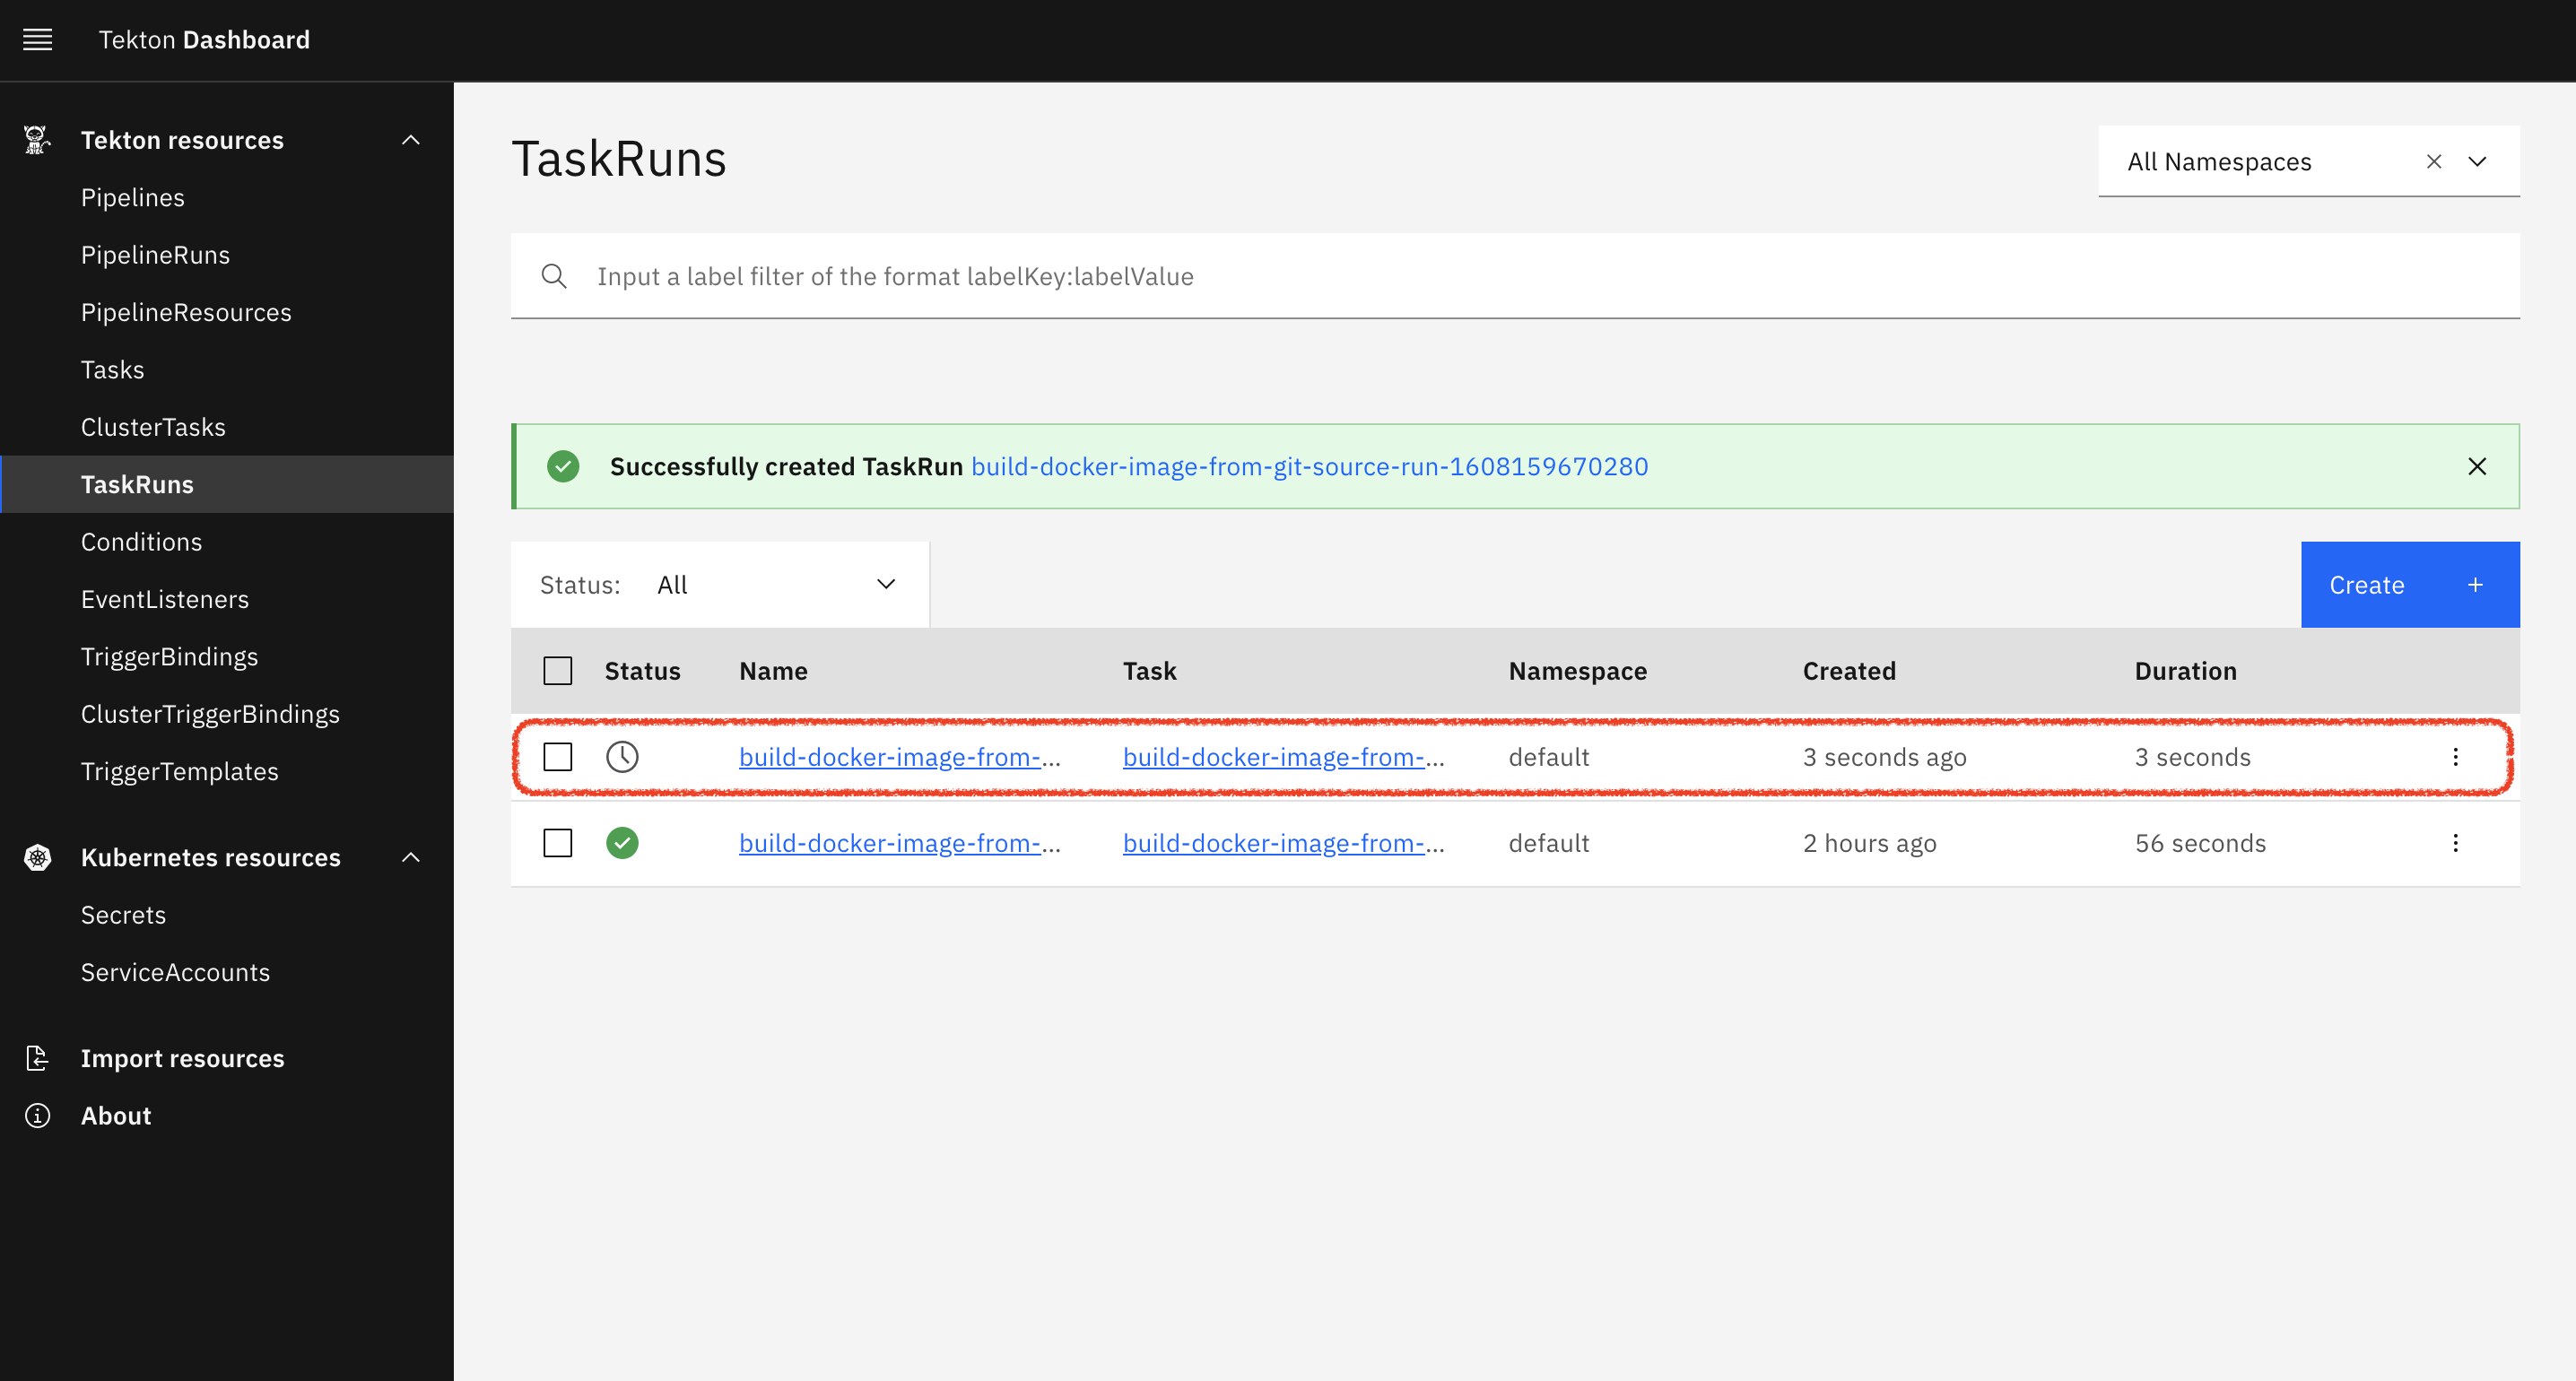 Tekton Dashboard
Tekton resources
Pipelines
PipelineRuns
PipelineResources
Tasks
ClusterTasks
TaskRuns
Conditions
EventListeners
TriggerBindings
ClusterTriggerBindings
TriggerTemplates
Kubernetes resources
Secrets
ServiceAccounts
Import resources
About
TaskRuns
All Namespaces
Input a label filter of the format labelKey:labelValue
Successfully created TaskRun build-docker-image-from-git-source-run-1608159670280
Status: All
Create +
Status Name Task Namespace Created Duration
build-docker-image-from-... build-docker-image-from-... default 3 seconds ago 3 seconds
build-docker-image-from-... build-docker-image-from-... default 2 hours ago 56 seconds